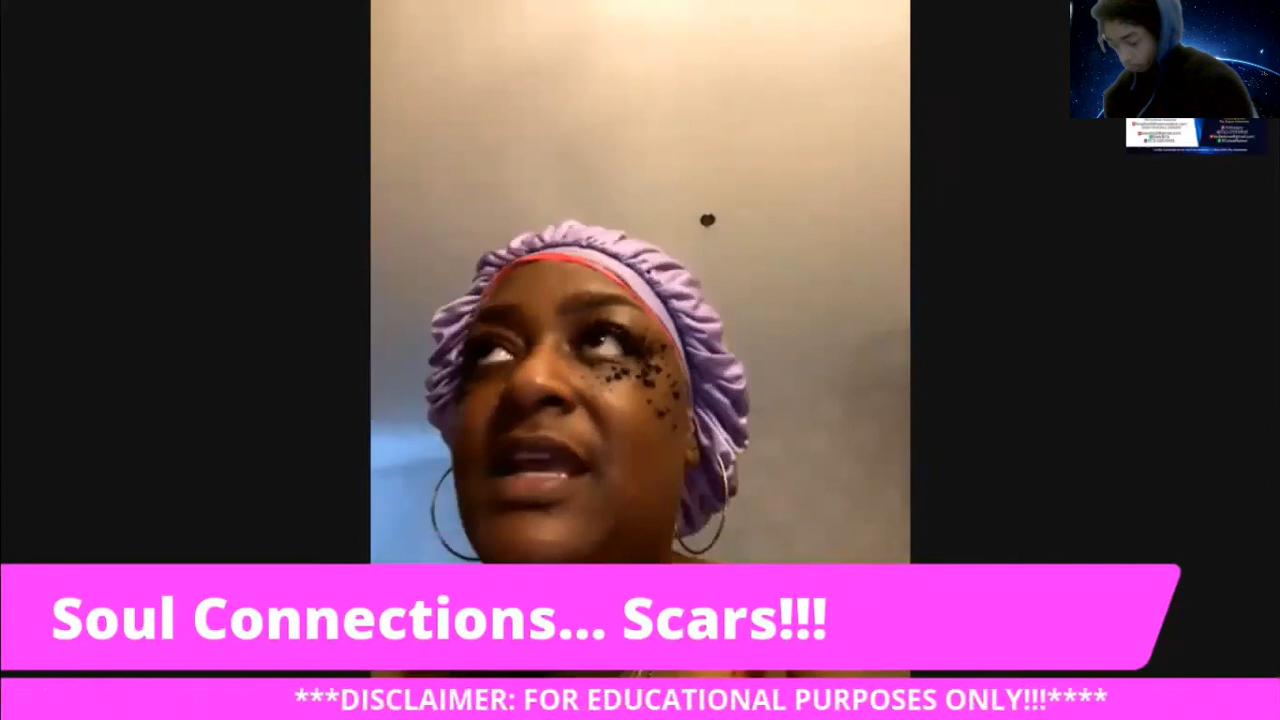 Soul Connections... Scars!!!
***DISCLAIMER: FOR EDUCATIONAL PURPOSES ONLY!!!****